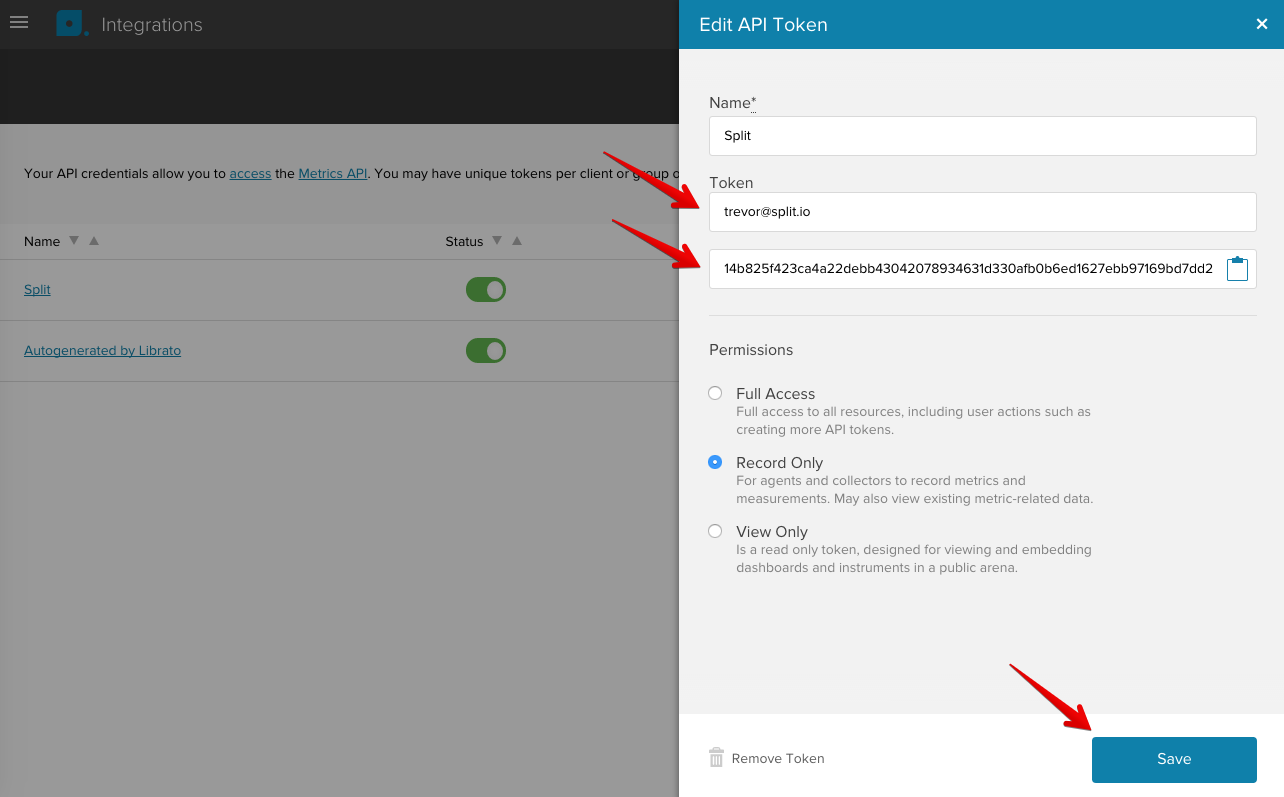 Integrations
Edit API Token
Your API credentials allow you to access the Metrics API. You may have unique tokens per client or group o
Name
Status
Split
Autogenerated by Librato
Name*
Split
Token
trevor@split.io
14b825f423ca4a22debb43042078934631d330afb0b6ed1627ebb97169bd7dd2
Permissions
Full Access
Full access to all resources, including user actions such as
creating more API tokens.
Record Only
For agents and collectors to record metrics and
measurements. May also view existing metric-related data.
View Only
Is a read only token, designed for viewing and embedding
dashboards and instruments in a public arena.
Remove Token
Save